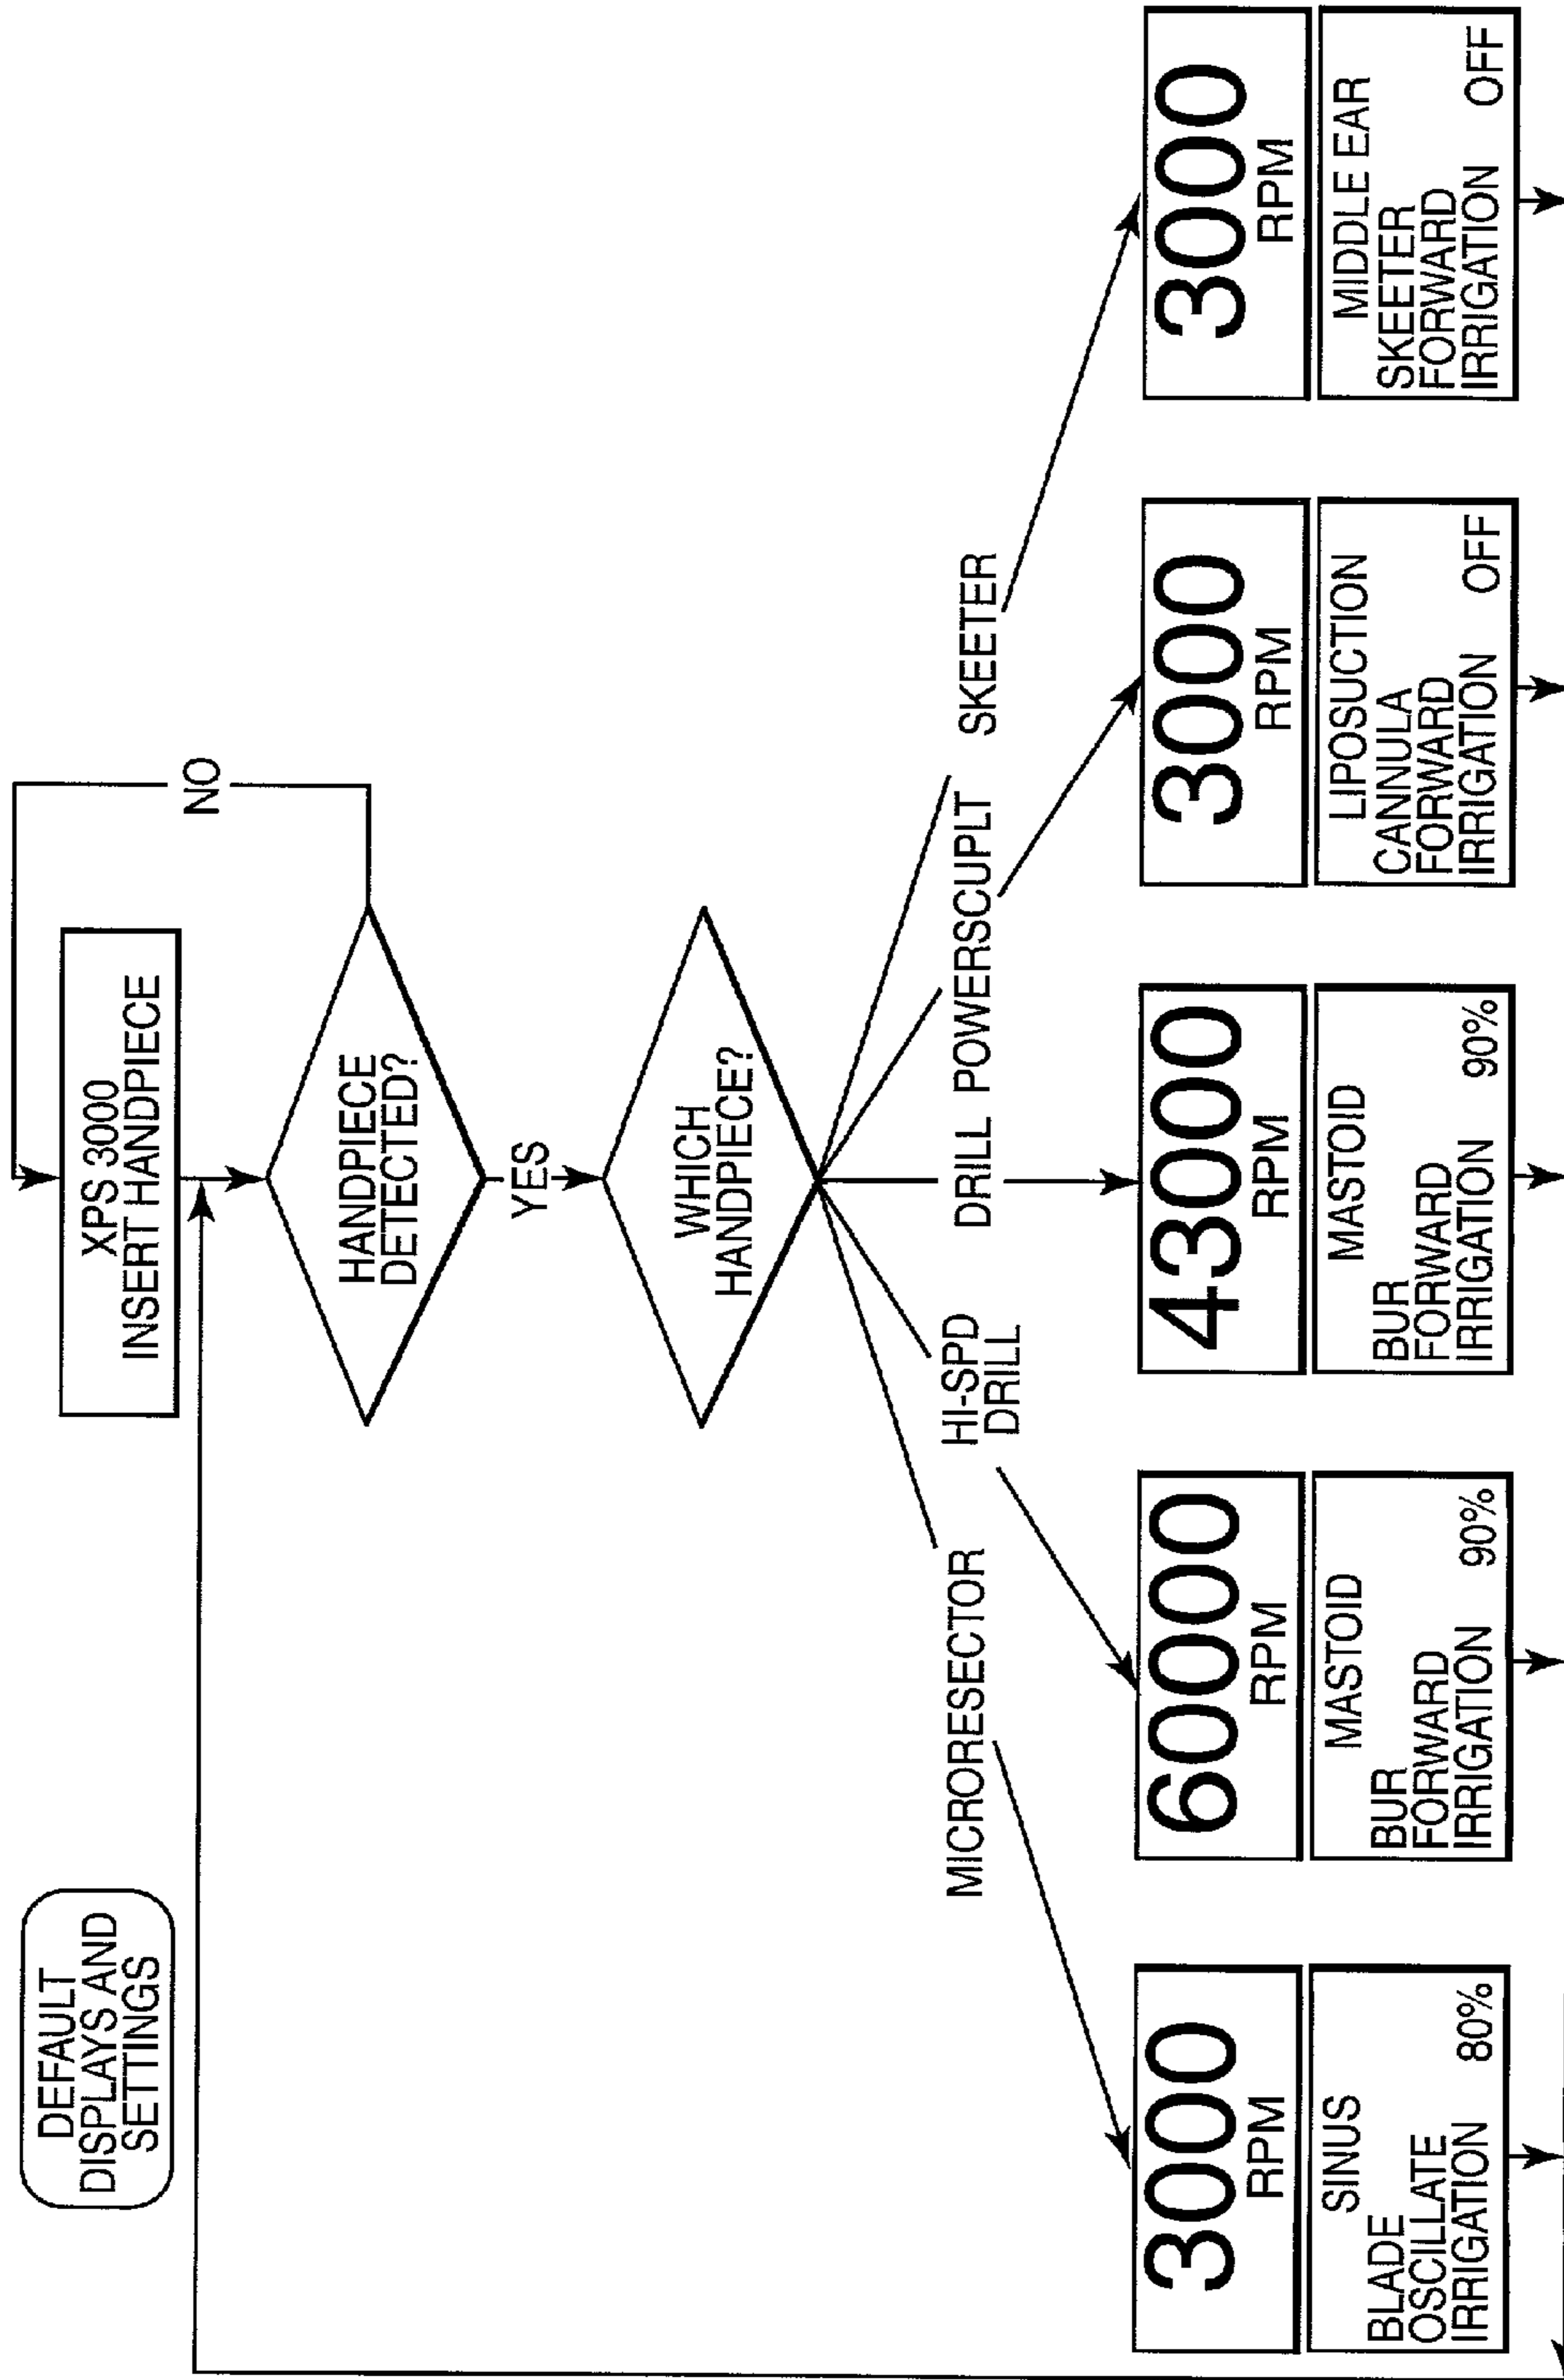 DEFAULT
DISPLAYS AND
SETTINGS
XPS 3000
INSERT HANDPIECE
NO
HANDPIECE
DETECTED?
YES
WHICH
HANDPIECE?
MICRORESECTOR
HI-SPD
DRILL
DRILL
POWERSCUPLT
SKEETER
3000
RPM
SINUS
BLADE
OSCILLATE
IRRIGATION 80%
60000
RPM
MASTOID
BUR
FORWARD
IRRIGATION 90%
43000
RPM
MASTOID
BUR
FORWARD
IRRIGATION 90%
3000
RPM
LIPOSUCTION
CANNULA
FORWARD
IRRIGATION OFF
3000
RPM
MIDDLE EAR
SKEETER
FORWARD
IRRIGATION OFF